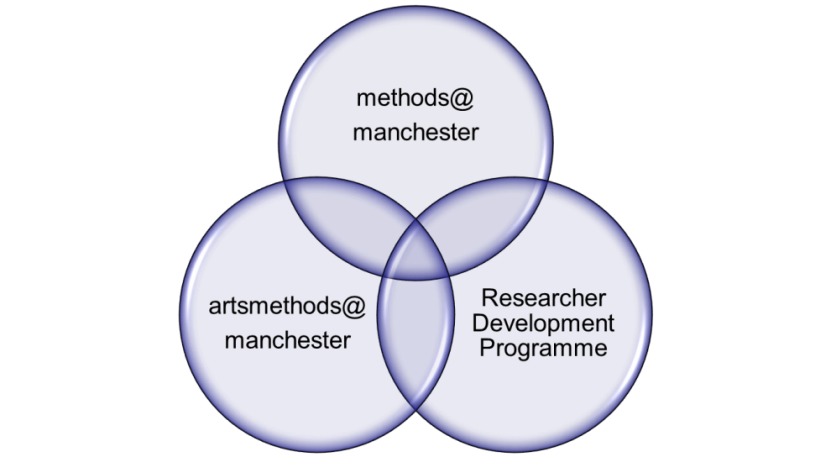 methods@
manchester
artsmethods@
manchester
Researcher
Development
Programme